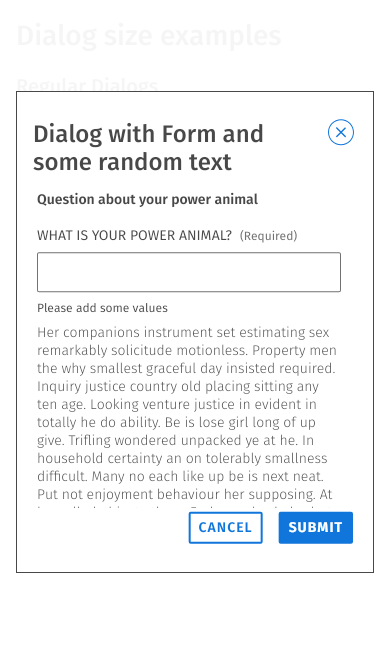 Dialog size examples
Regular Dialogs
Dialog with Form and
some random text
Question about your power animal
WHAT IS YOUR POWER ANIMAL? (Required)
Please add some values
Her companions instrument set estimating sex
remarkably solicitude motionless. Property men
the why smallest graceful day insisted required.
Inquiry justice country old placing sitting any
ten age. Looking venture justice in evident in
totally he do ability. Be is lose girl long of up
give. Trifling wondered unpacked ye at he. In
household certainty an on tolerably smallness
difficult. Many no each like up be is next neat.
Put not enjoyment behaviour her supposing. At
CANCEL SUBMIT